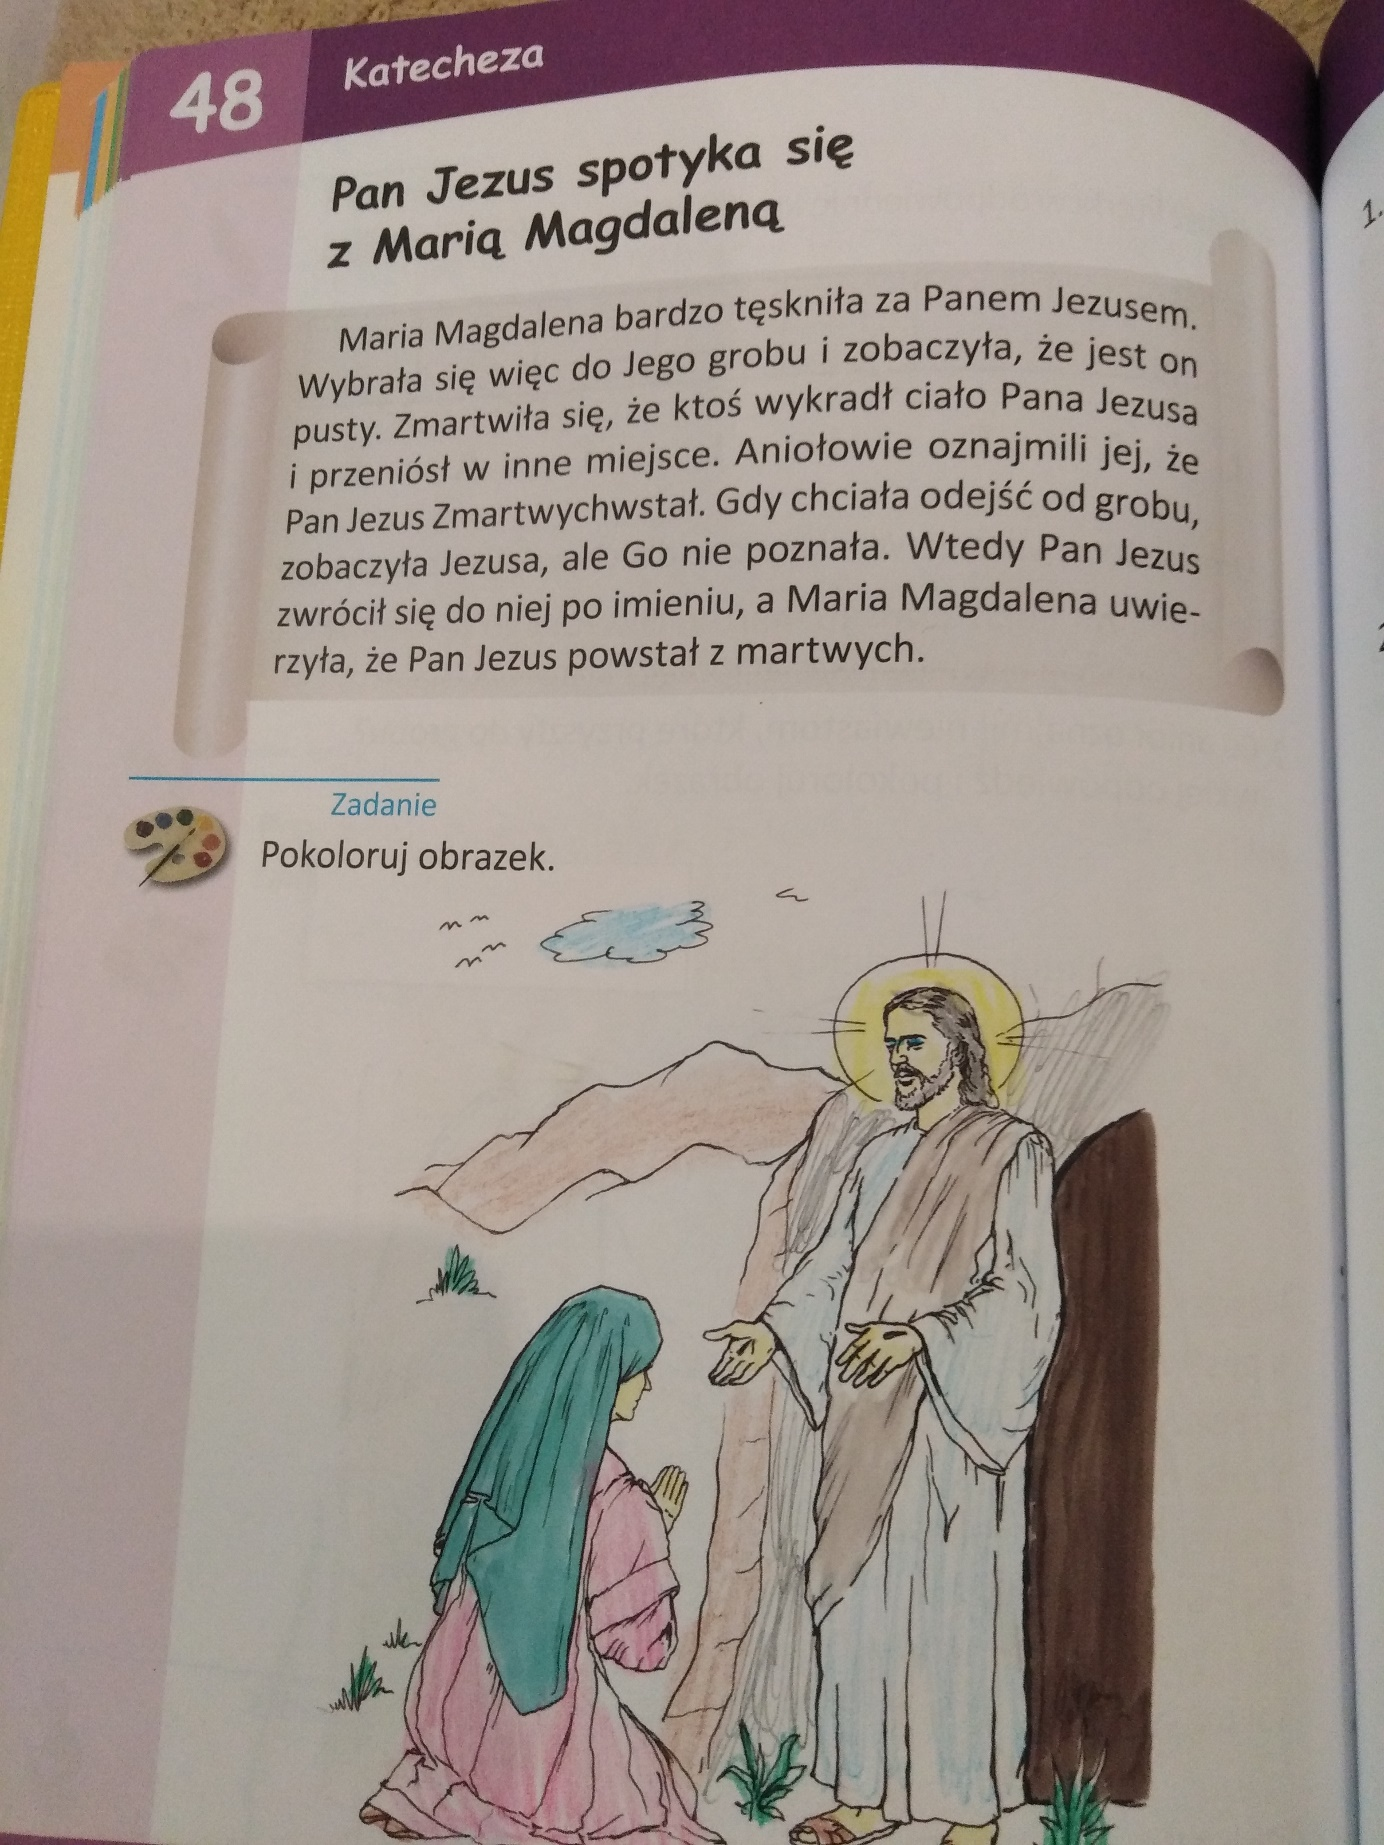 48 Katecheza
Pan Jezus spotyka się
z Marią Magdaleną
Maria Magdalena bardzo tęskniła za Panem Jezusem.
Wybrała się więc do Jego grobu i zobaczyła, że jest on
pusty. Zmartwiła się, że ktoś wykradł ciało Pana Jezusa
i przeniósł w inne miejsce. Aniołowie oznajmili jej, że
Pan Jezus Zmartwychwstał. Gdy chciała odejść od grobu,
zobaczyła Jezusa, ale Go nie poznała. Wtedy Pan Jezus
zwrócił się do niej po imieniu, a Maria Magdalena uwie-
rzyła, że Pan Jezus powstał z martwych.
Zadanie
Pokoloruj obrazek.
1.